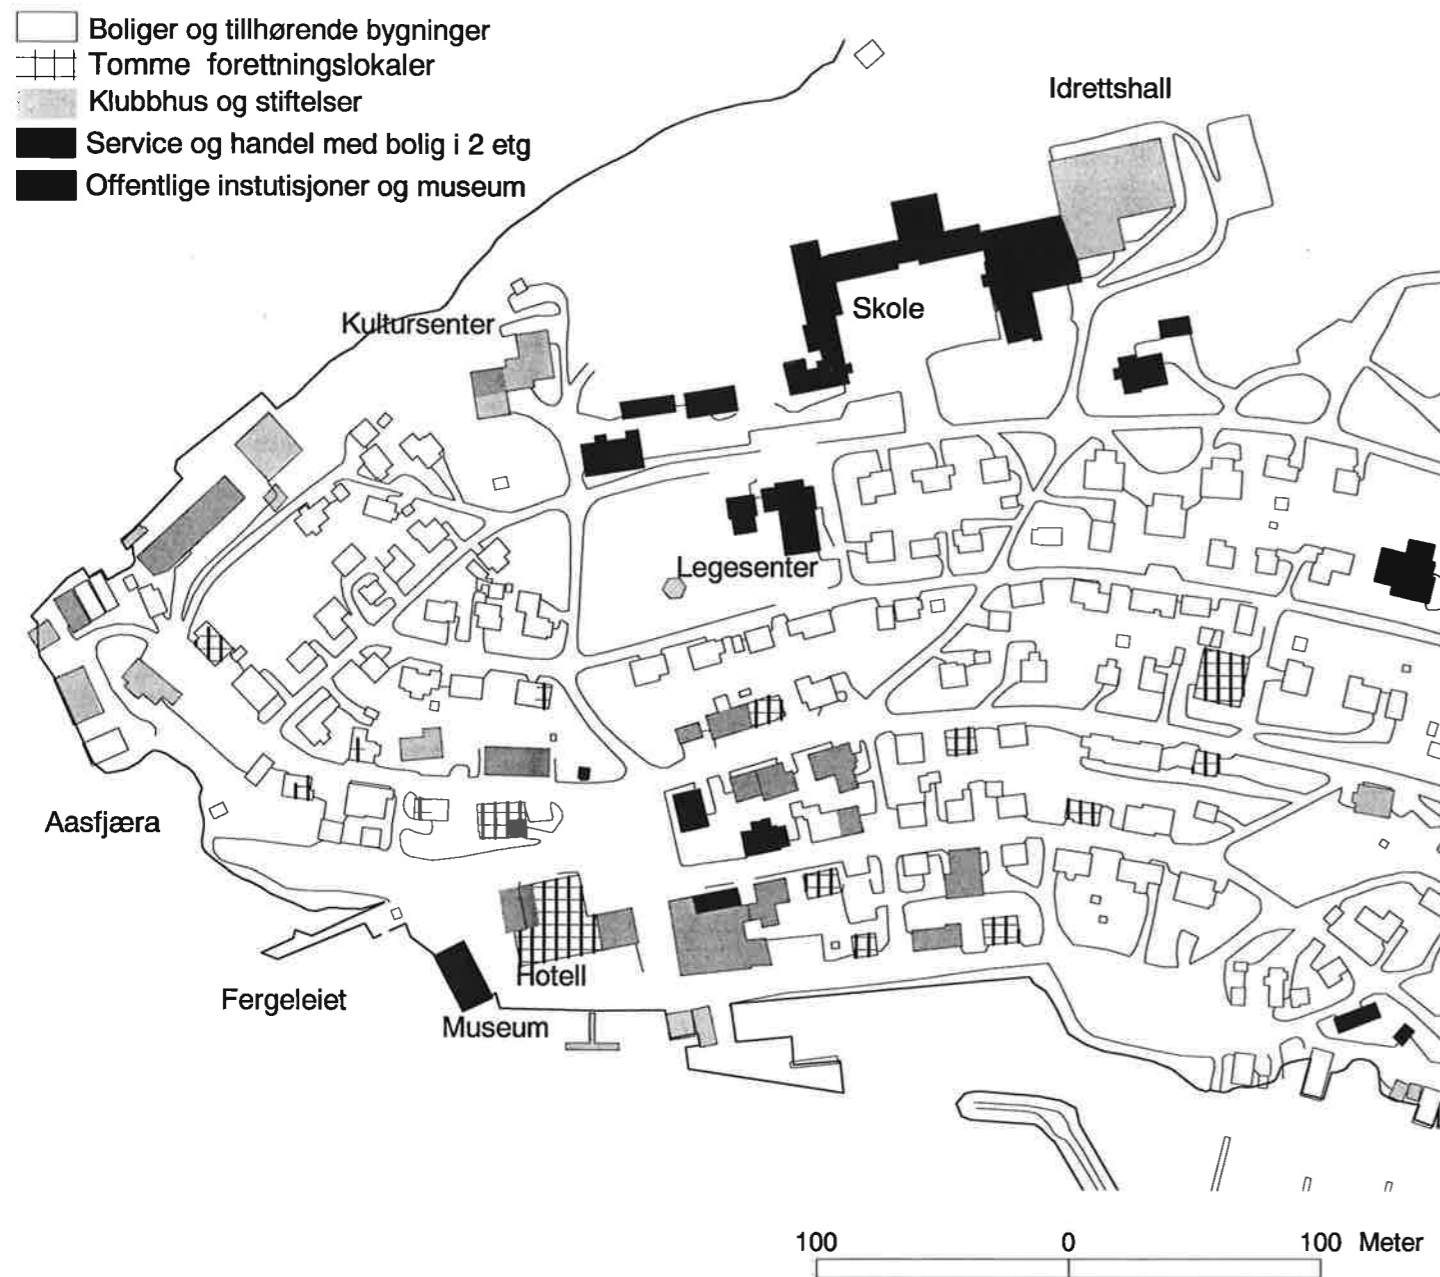 Boliger og tillhørende bygninger
Tomme forettningslokaler
Klubbhus og stiftelser
Service og handel med bolig i 2 etg
Offentlige instutisjoner og museum
Idrettshall
Skole
Kultursenter
Legesenter
Aasfjæra
Hotell
Fergeleiet
Museum
100 0 100 Meter